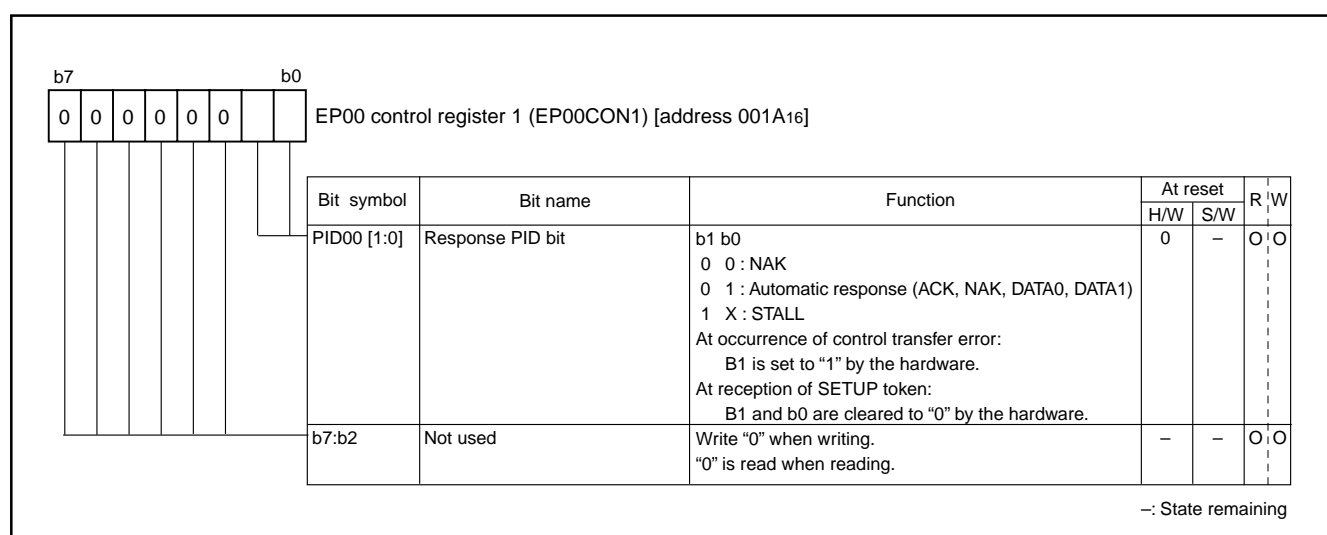 b7 b0
0 0 0 0 0 0 EP00 control register 1 (EP00CON1) [address 001A16]
Bit symbol Bit name Function At reset R W
H/W S/W
PID00 [1:0] Response PID bit b1 b0 0 – O O
0 0 : NAK
0 1 : Automatic response (ACK, NAK, DATA0, DATA1)
1 X : STALL
At occurrence of control transfer error:
B1 is set to “1” by the hardware.
At reception of SETUP token:
B1 and b0 are cleared to “0” by the hardware.
b7:b2 Not used Write “0” when writing. – – O O
“0” is read when reading.
–: State remaining